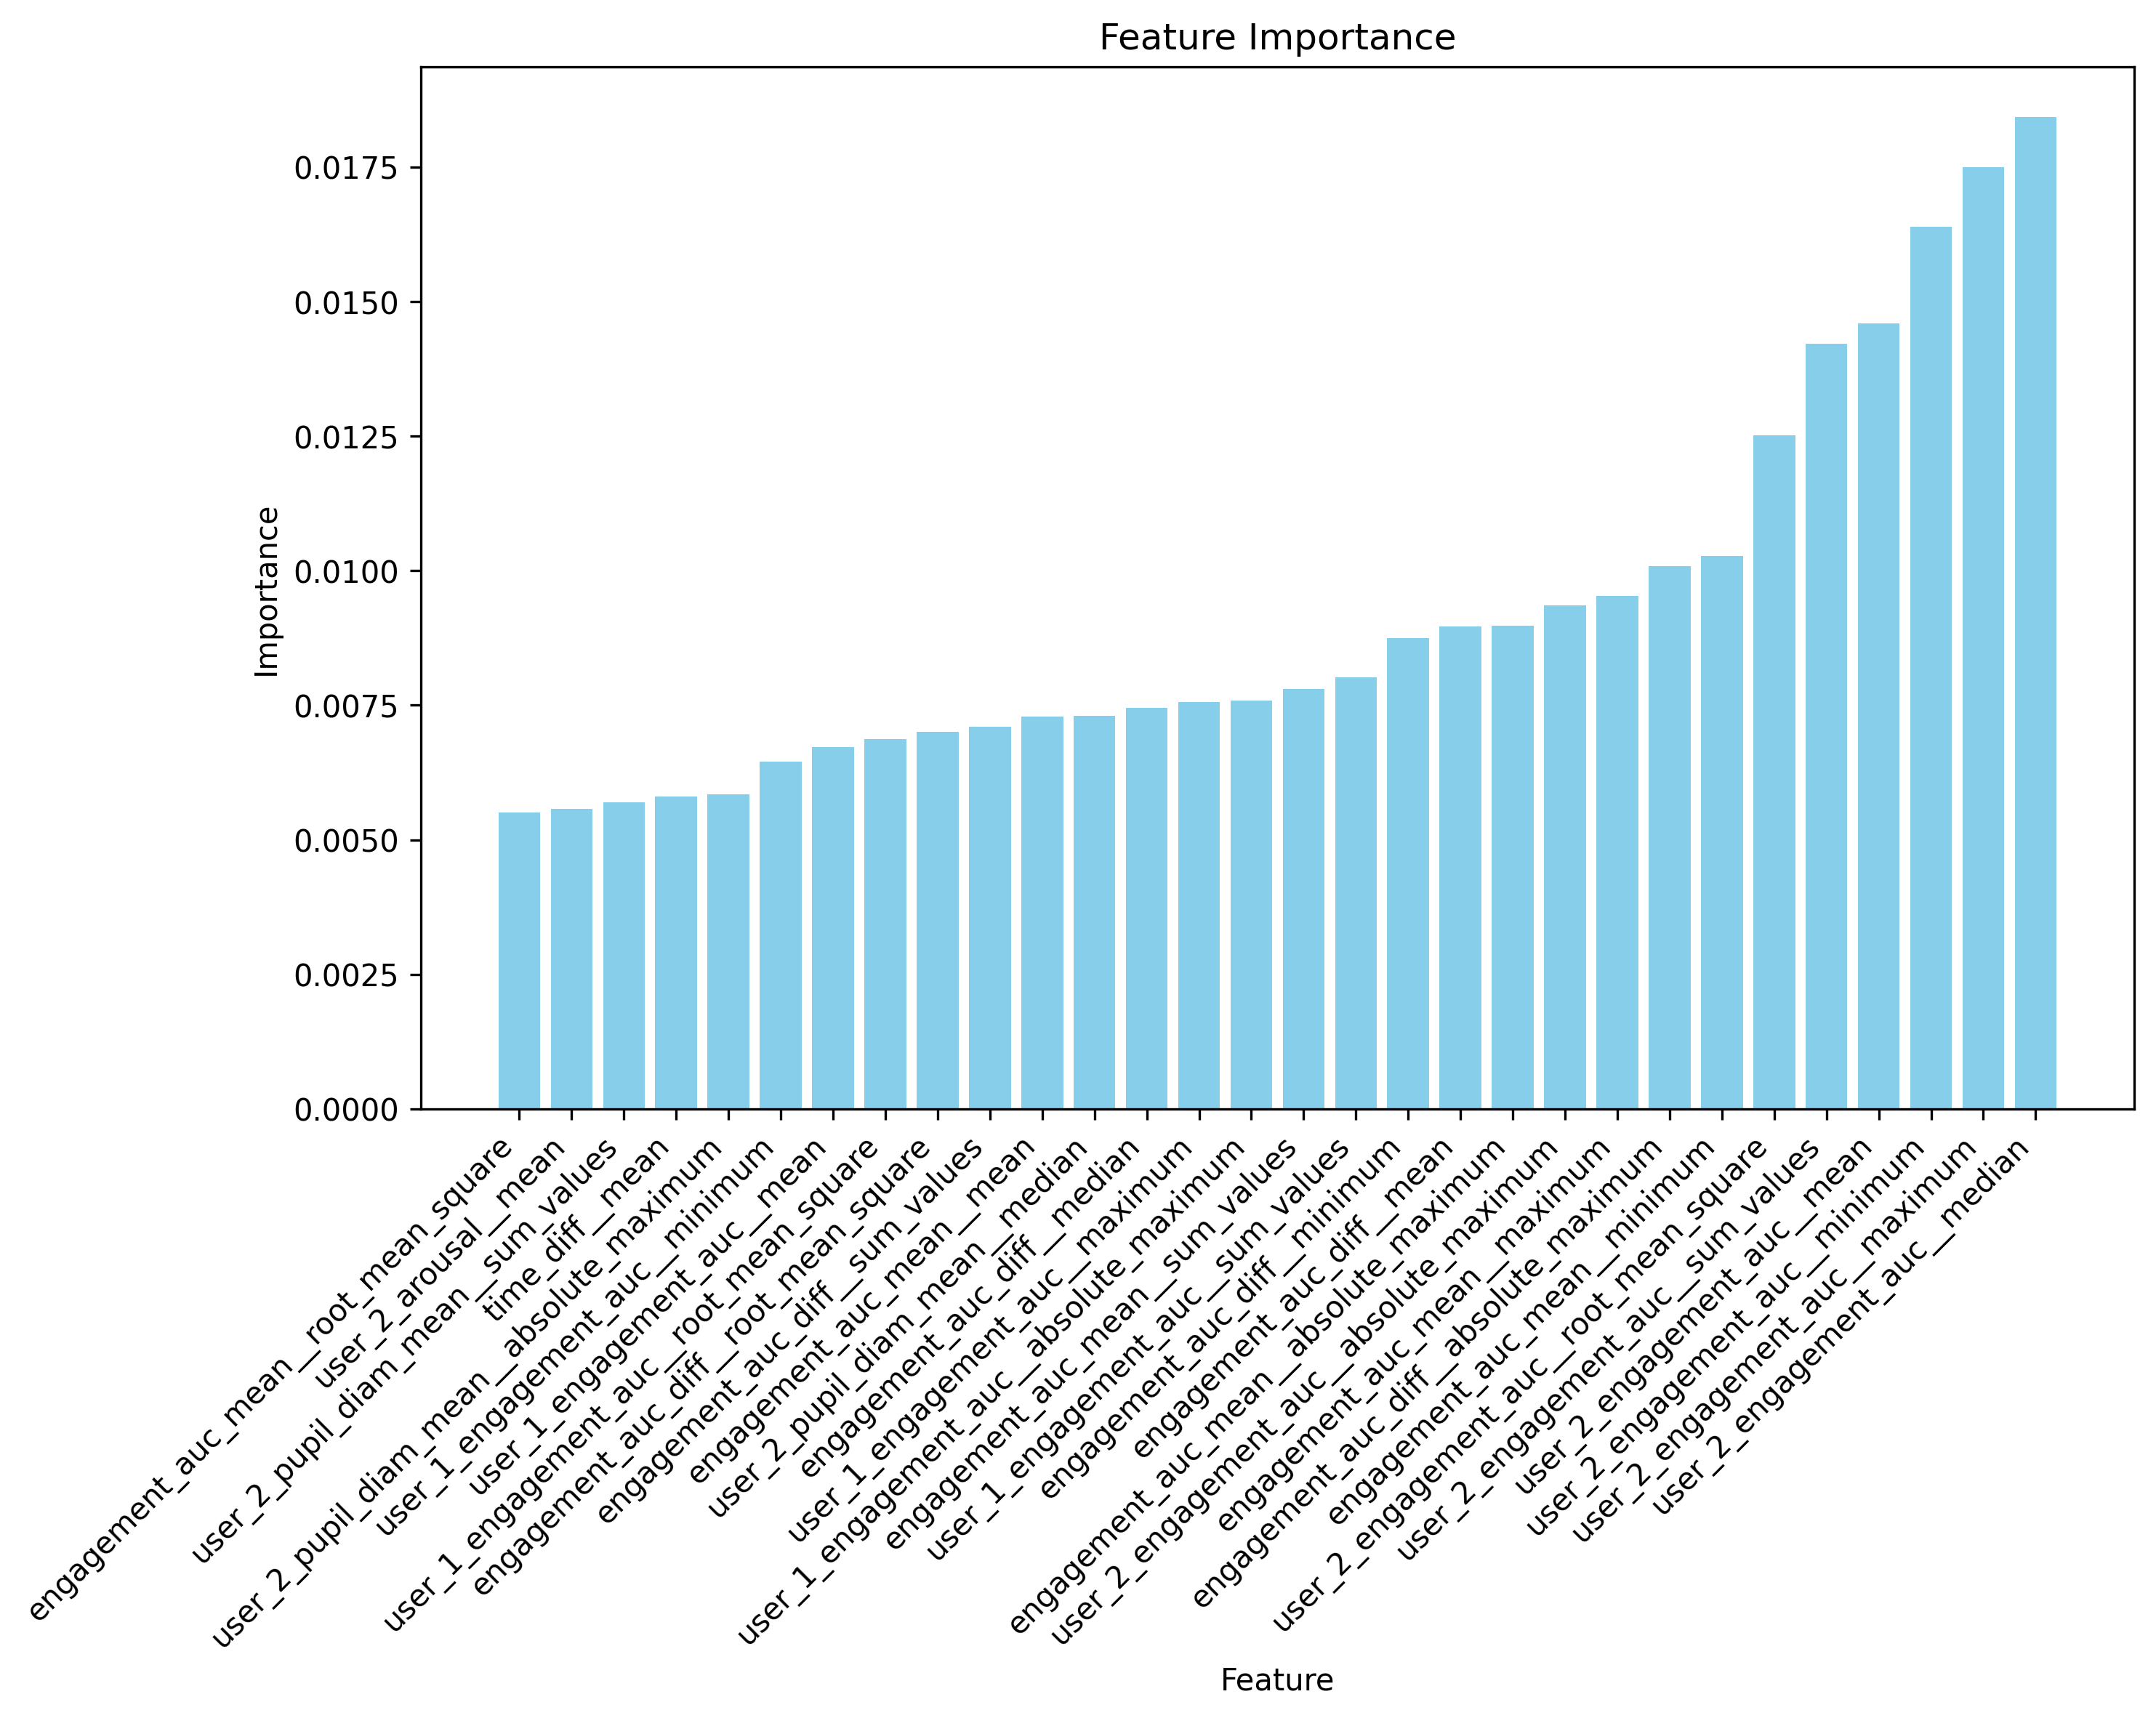 Feature Importance
Importance
0.0175
0.0150
0.0125
0.0100
0.0075
0.0050
0.0025
0.0000
engagement_auc_mean__root_mean_square
user_2_arousal__mean
user_2_pupil_diam_mean__sum_values
time_diff__mean
user_2_pupil_diam_mean__absolute_maximum
user_1_engagement_auc__minimum
user_1_engagement_auc__mean
user_1_engagement_auc__root_mean_square
engagement_auc_diff__root_mean_square
engagement_auc_diff__sum_values
engagement_auc_mean__mean
user_2_pupil_diam_mean__median
engagement_auc_diff__median
user_1_engagement_auc__maximum
user_1_engagement_auc__absolute_maximum
engagement_auc_mean__sum_values
user_1_engagement_auc__sum_values
engagement_auc_diff__minimum
engagement_auc_diff__mean
engagement_auc_mean__absolute_maximum
user_2_engagement_auc__absolute_maximum
engagement_auc_mean__maximum
engagement_auc_diff__absolute_maximum
engagement_auc_mean__minimum
user_2_engagement_auc__root_mean_square
user_2_engagement_auc__sum_values
user_2_engagement_auc__mean
user_2_engagement_auc__minimum
user_2_engagement_auc__maximum
user_2_engagement_auc__median
Feature